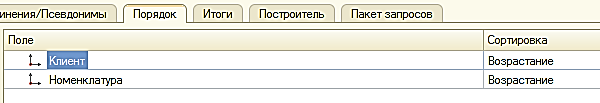 инения/Псевдонимы Порядок Итоги Построитель Пакет запросов
Поле Сортировка
Клиент Возрастание
Номенклатура Возрастание